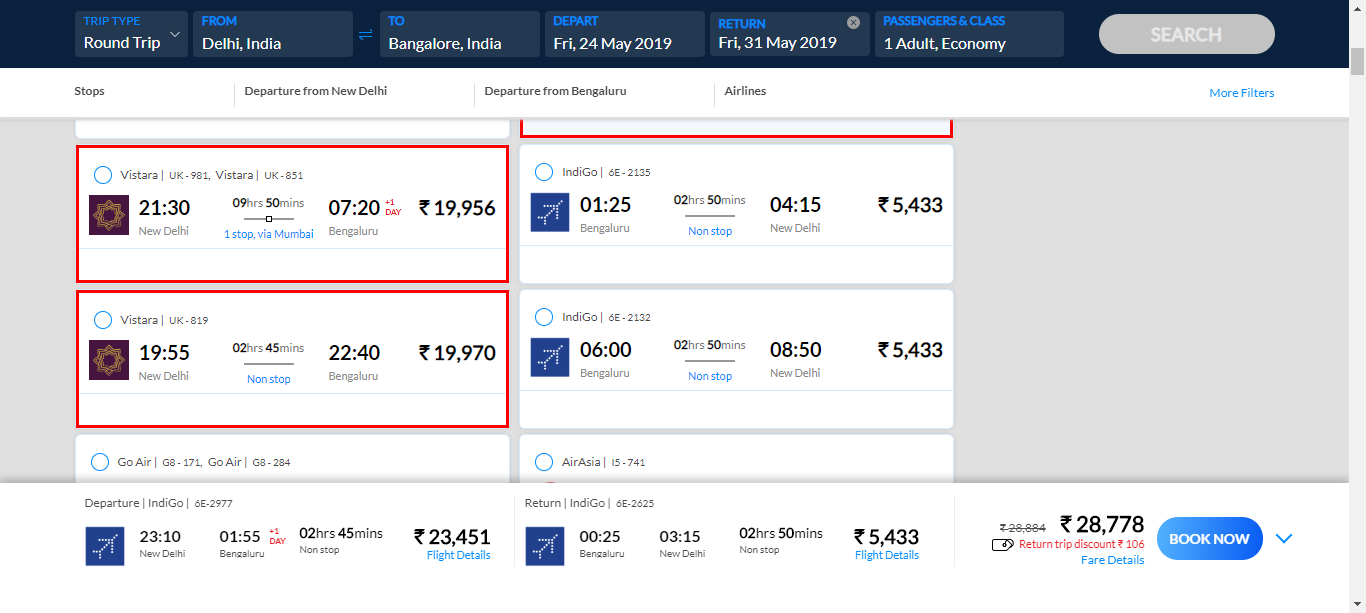 TRIP TYPE
Round Trip
FROM
Delhi, India
TO
Bangalore, India
DEPART
Fri, 24 May 2019
RETURN
Fri, 31 May 2019
PASSENGERS & CLASS
1 Adult, Economy
SEARCH
Stops
Departure from New Delhi
Departure from Bengaluru
Airlines
More Filters
Vistara | UK - 981, Vistara | UK - 851
21:30
New Delhi
09hrs 50mins
1 stop, via Mumbai
07:20 +1 DAY
Bengaluru
₹ 19,956
IndiGo | 6E - 2135
01:25
Bengaluru
02hrs 50mins
Non stop
04:15
New Delhi
₹ 5,433
Vistara | UK - 819
19:55
New Delhi
02hrs 45mins
Non stop
22:40
Bengaluru
₹ 19,970
IndiGo | 6E - 2132
06:00
Bengaluru
02hrs 50mins
Non stop
08:50
New Delhi
₹ 5,433
Go Air | G8 - 171, Go Air | G8 - 284
AirAsia | I5 - 741
Departure | IndiGo | 6E-2977
23:10
New Delhi
01:55 +1 DAY
Bengaluru
02hrs 45mins
Non stop
₹ 23,451
Flight Details
Return | IndiGo | 6E-2625
00:25
Bengaluru
03:15
New Delhi
02hrs 50mins
Non stop
₹ 5,433
Flight Details
₹ 28,884 ₹ 28,778
Return trip discount ₹ 106
Fare Details
BOOK NOW